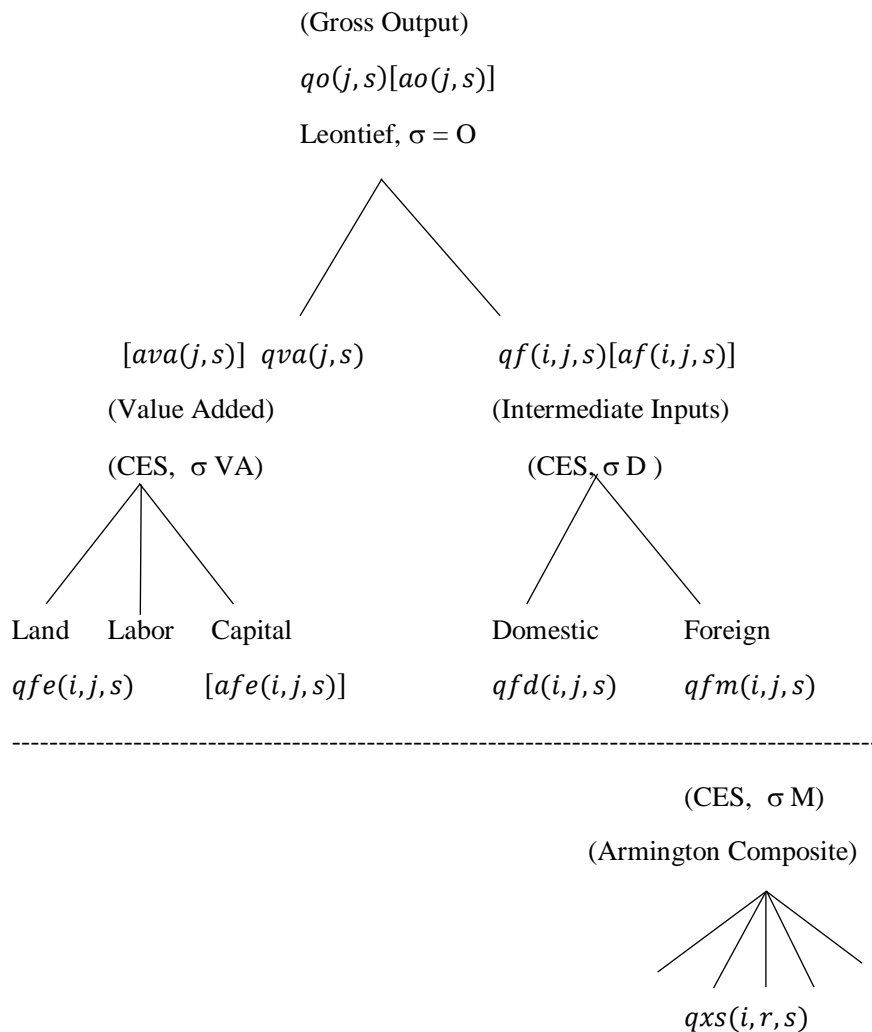 (Gross Output)
qo(j,s)[ao(j,s)]
Leontief, σ = O
[ava(j,s)] qva(j,s) qf(i,j,s)[af(i,j,s)]
(Value Added) (Intermediate Inputs)
(CES, σ VA) (CES, σ D )
Land Labor Capital Domestic Foreign
qfe(i,j,s) [afe(i,j,s)] qfd(i,j,s) qfm(i,j,s)
(CES, σ M)
(Armington Composite)
qxs(i,r,s)